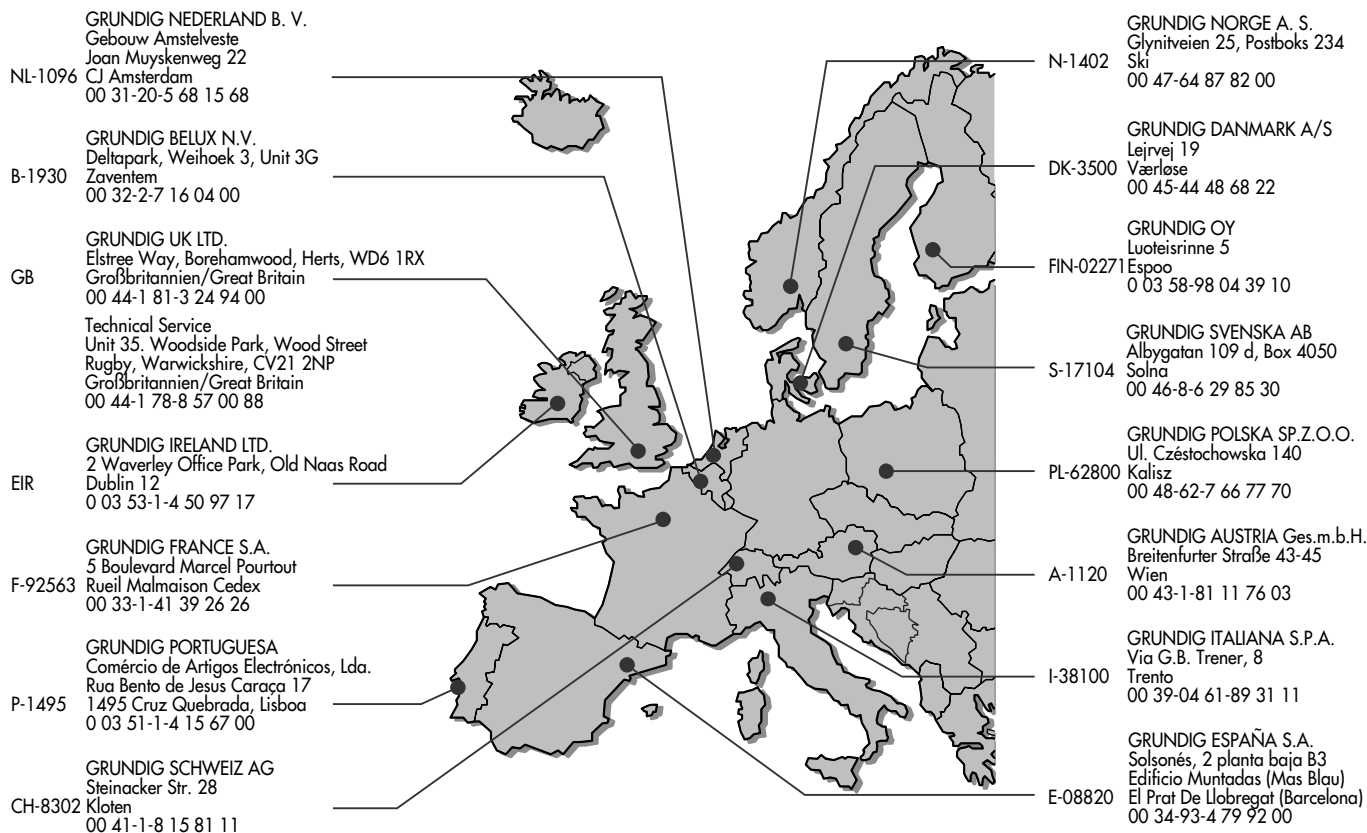 GRUNDIG NEDERLAND B. V.
Gebouw Amstelveste
Joan Muyskenweg 22
NL-1096 CJ Amsterdam
00 31-20-5 68 15 68
GRUNDIG BELUX N.V.
Deltapark, Weihoek 3, Unit 3G
B-1930 Zaventem
00 32-2-7 16 04 00
GRUNDIG UK LTD.
Elstree Way, Borehamwood, Herts, WD6 1RX
GB Großbritannien/Great Britain
00 44-1 81-3 24 94 00
Technical Service
Unit 35. Woodside Park, Wood Street
Rugby, Warwickshire, CV21 2NP
Großbritannien/Great Britain
00 44-1 78-8 57 00 88
GRUNDIG IRELAND LTD.
2 Waverley Office Park, Old Naas Road
EIR Dublin 12
0 03 53-1-4 50 97 17
GRUNDIG FRANCE S.A.
5 Boulevard Marcel Pourtout
F-92563 Rueil Malmaison Cedex
00 33-1-41 39 26 26
GRUNDIG PORTUGUESA
Comércio de Artigos Electrónicos, Lda.
Rua Bento de Jesus Caraça 17
P-1495 1495 Cruz Quebrada, Lisboa
0 03 51-1-4 15 67 00
GRUNDIG SCHWEIZ AG
Steinacker Str. 28
CH-8302 Kloten
00 41-1-8 15 81 11
GRUNDIG NORGE A. S.
Glynitveien 25, Postboks 234
N-1402 Ski
00 47-64 87 82 00
GRUNDIG DANMARK A/S
Lejrvej 19
DK-3500 Værløse
00 45-44 48 68 22
GRUNDIG OY
Luoteisrinne 5
FIN-02271 Espoo
0 03 58-98 04 39 10
GRUNDIG SVENSKA AB
Albygatan 109 d, Box 4050
S-17104 Solna
00 46-8-6 29 85 30
GRUNDIG POLSKA SP.Z.O.O.
Ul. Czéstochowska 140
PL-62800 Kalisz
00 48-62-7 66 77 70
GRUNDIG AUSTRIA Ges.m.b.H.
Breitenfurter Straße 43-45
A-1120 Wien
00 43-1-81 11 76 03
GRUNDIG ITALIANA S.P.A.
Via G.B. Trener, 8
I-38100 Trento
00 39-04 61-89 31 11
GRUNDIG ESPAÑA S.A.
Solsonés, 2 planta baja B3
Edificio Muntadas (Mas Blau)
E-08820 El Prat De Llobregat (Barcelona)
00 34-93-4 79 92 00